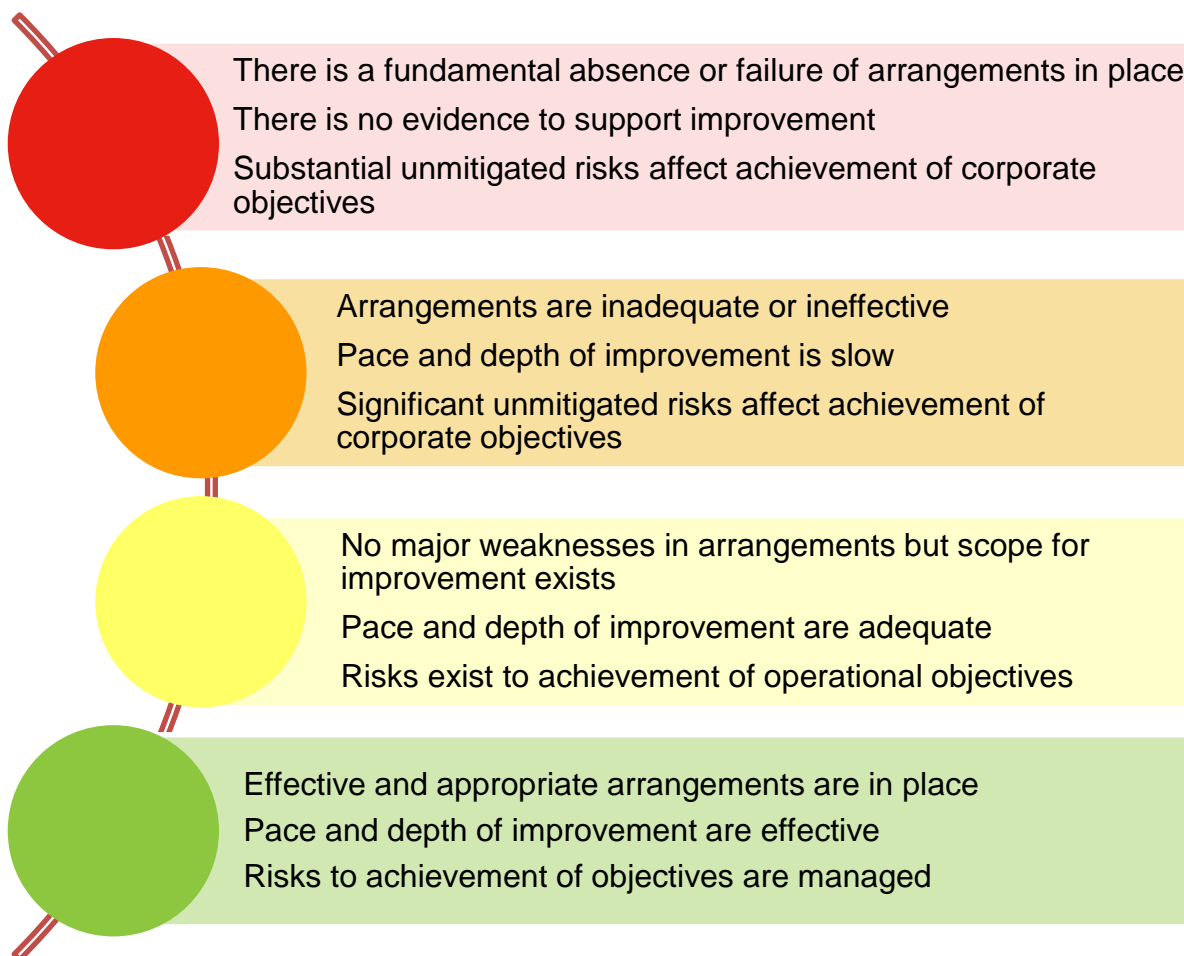 There is a fundamental absence or failure of arrangements in place
There is no evidence to support improvement
Substantial unmitigated risks affect achievement of corporate
objectives
Arrangements are inadequate or ineffective
Pace and depth of improvement is slow
Significant unmitigated risks affect achievement of
corporate objectives
No major weaknesses in arrangements but scope for
improvement exists
Pace and depth of improvement are adequate
Risks exist to achievement of operational objectives
Effective and appropriate arrangements are in place
Pace and depth of improvement are effective
Risks to achievement of objectives are managed